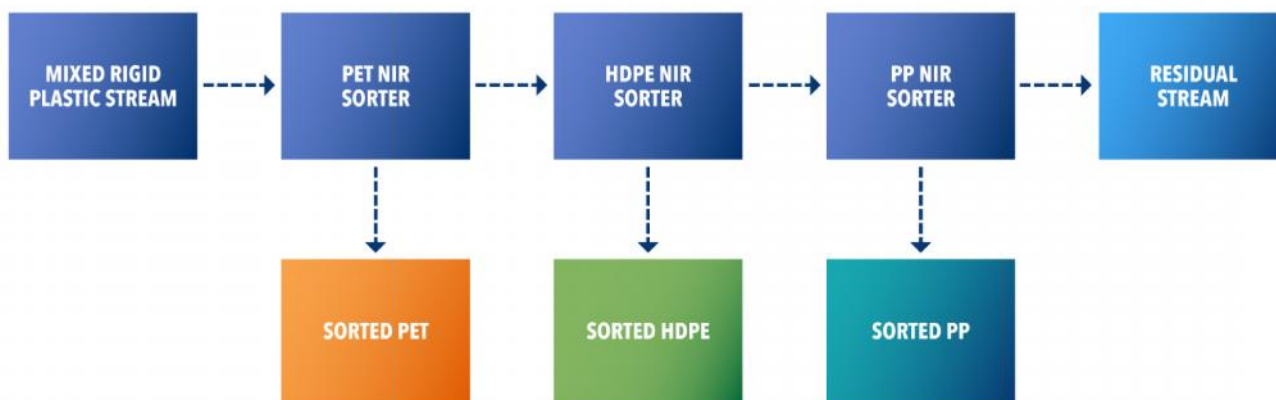 MIXED RIGID
PLASTIC STREAM
PET NIR
SORTER
HDPE NIR
SORTER
PP NIR
SORTER
RESIDUAL
STREAM
SORTED PET
SORTED HDPE
SORTED PP